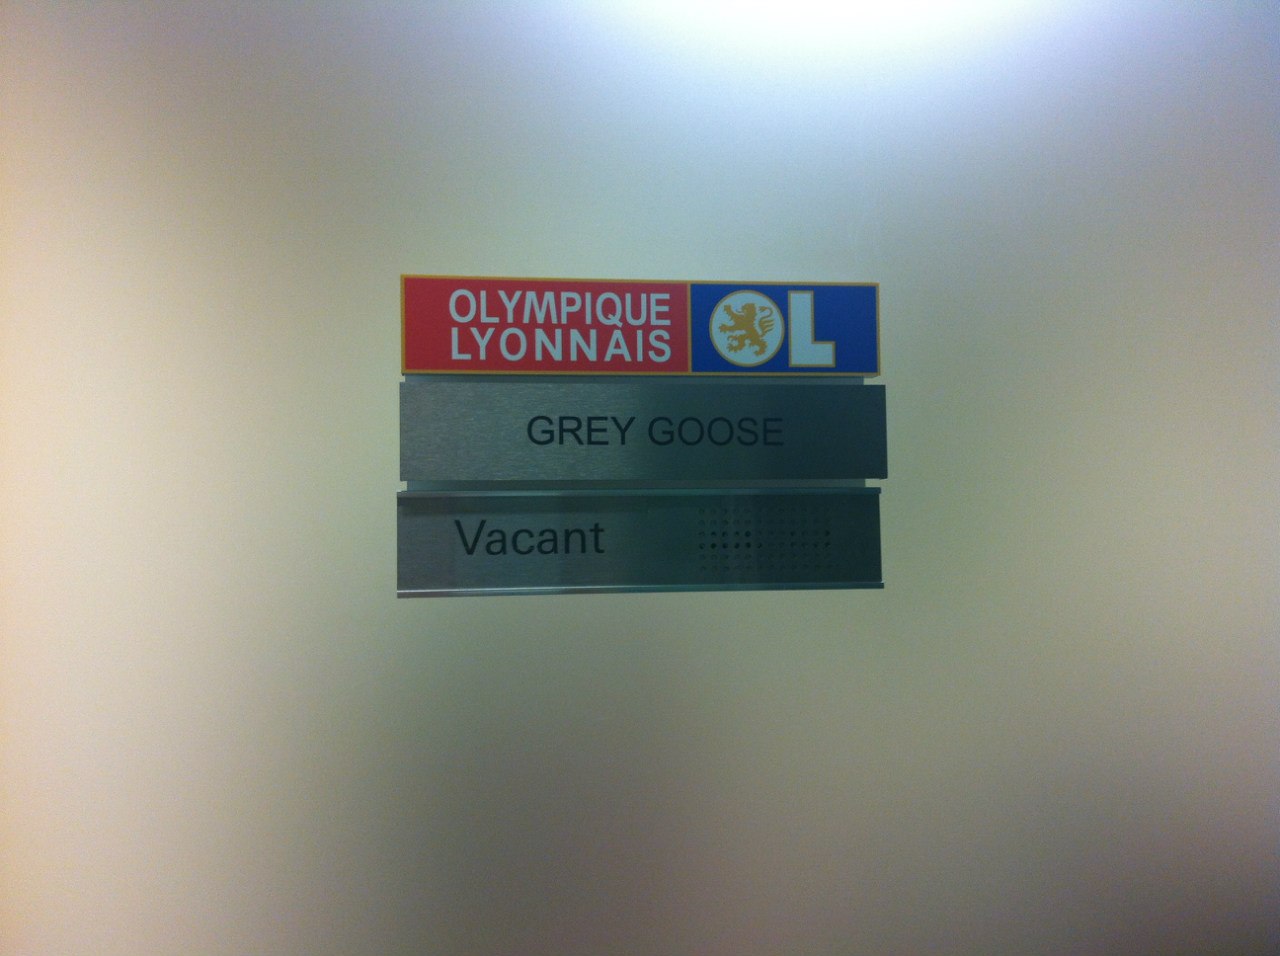 OLYMPIQUE
LYONNAIS
OL
GREY GOOSE
Vacant